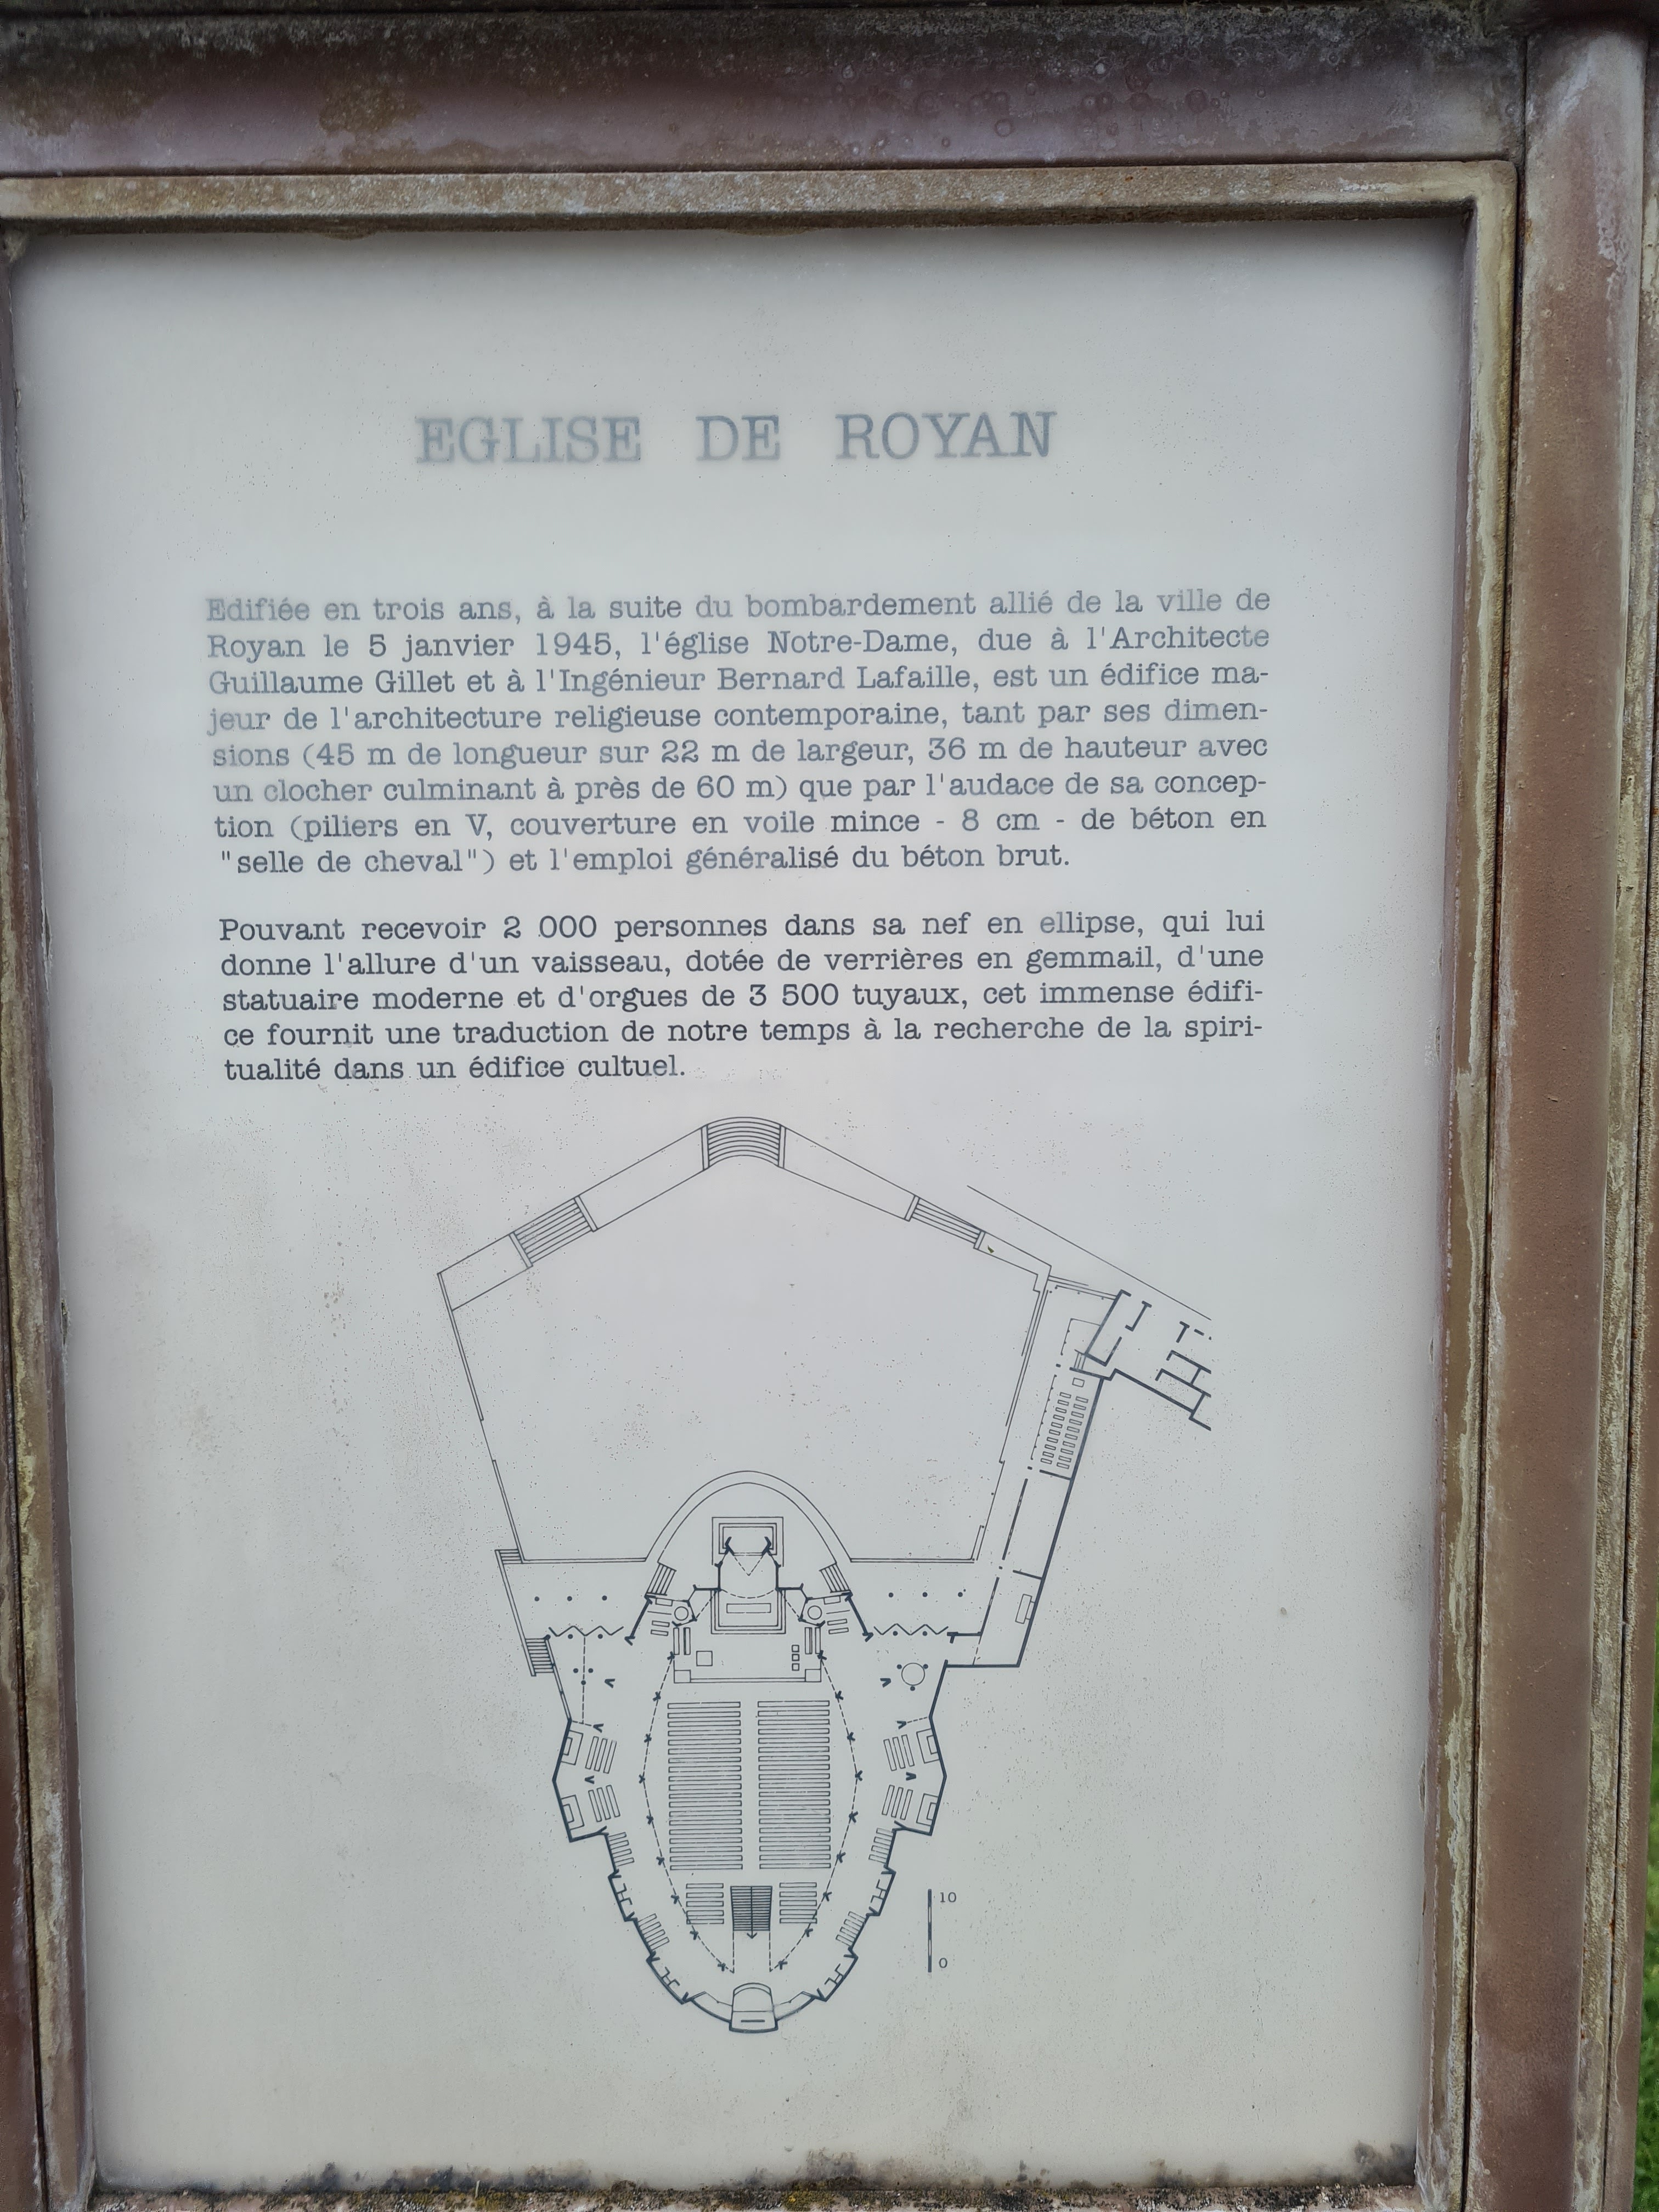 EGLISE DE ROYAN
Edifiée en trois ans, à la suite du bombardement allié de la ville de
Royan le 5 janvier 1945, l'église Notre-Dame, due à l'Architecte
Guillaume Gillet et à l'Ingénieur Bernard Lafaille, est un édifice ma-
jeur de l'architecture religieuse contemporaine, tant par ses dimen-
sions (45 m de longueur sur 22 m de largeur, 36 m de hauteur avec
un clocher culminant à près de 60 m) que par l'audace de sa concep-
tion (piliers en V, couverture en voile mince - 8 cm - de béton en
"selle de cheval") et l'emploi généralisé du béton brut.
Pouvant recevoir 2 000 personnes dans sa nef en ellipse, qui lui
donne l'allure d'un vaisseau, dotée de verrières en gemmail, d'une
statuaire moderne et d'orgues de 3 500 tuyaux, cet immense édifi-
ce fournit une traduction de notre temps à la recherche de la spiri-
tualité dans un édifice cultuel.
10
0